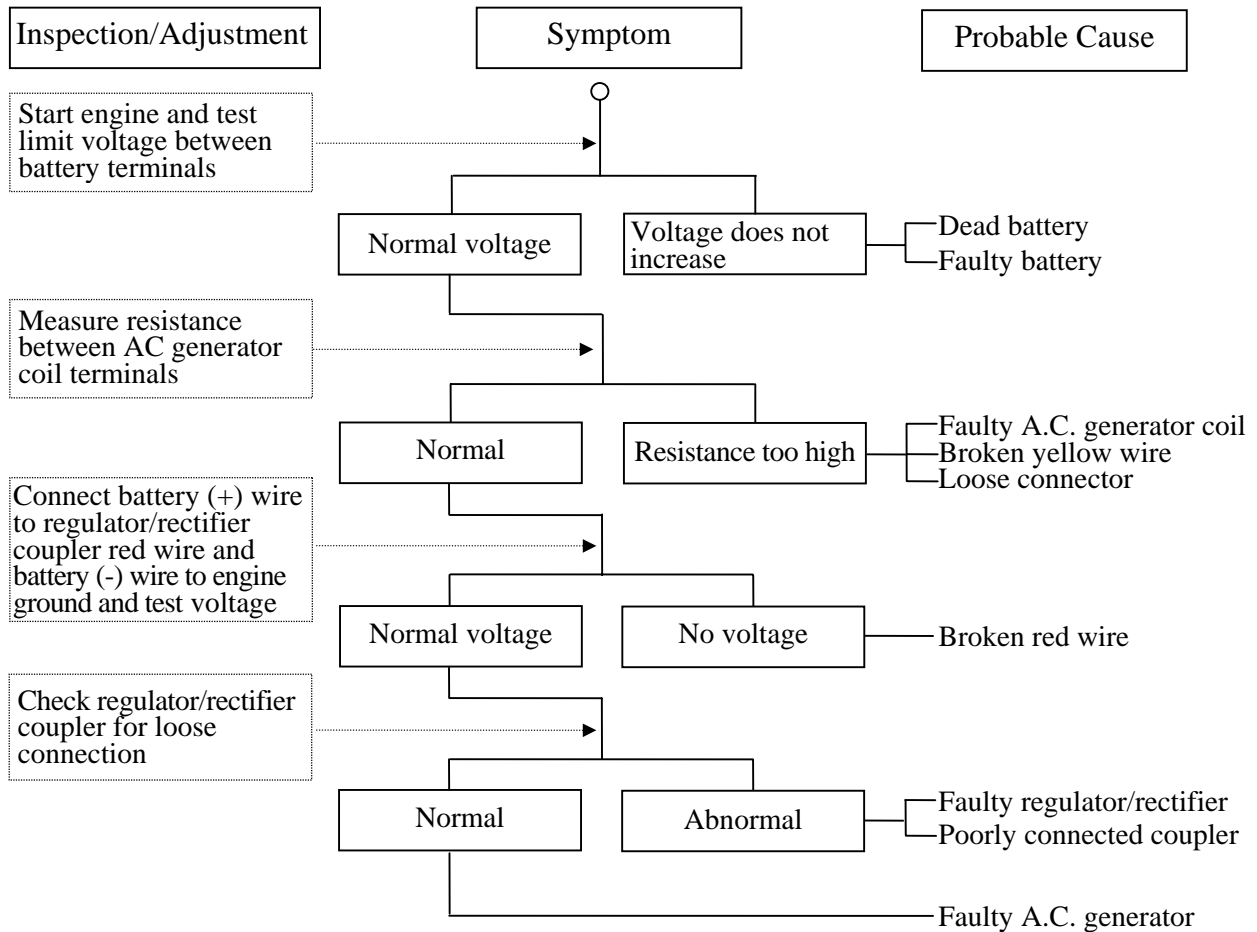 Inspection/Adjustment
Symptom
Probable Cause
Start engine and test
limit voltage between
battery terminals
Normal voltage
Voltage does not
increase
Dead battery
Faulty battery
Measure resistance
between AC generator
coil terminals
Normal
Resistance too high
Faulty A.C. generator coil
Broken yellow wire
Loose connector
Connect battery (+) wire
to regulator/rectifier
coupler red wire and
battery (-) wire to engine
ground and test voltage
Normal voltage
No voltage
Broken red wire
Check regulator/rectifier
coupler for loose
connection
Normal
Abnormal
Faulty regulator/rectifier
Poorly connected coupler
Faulty A.C. generator